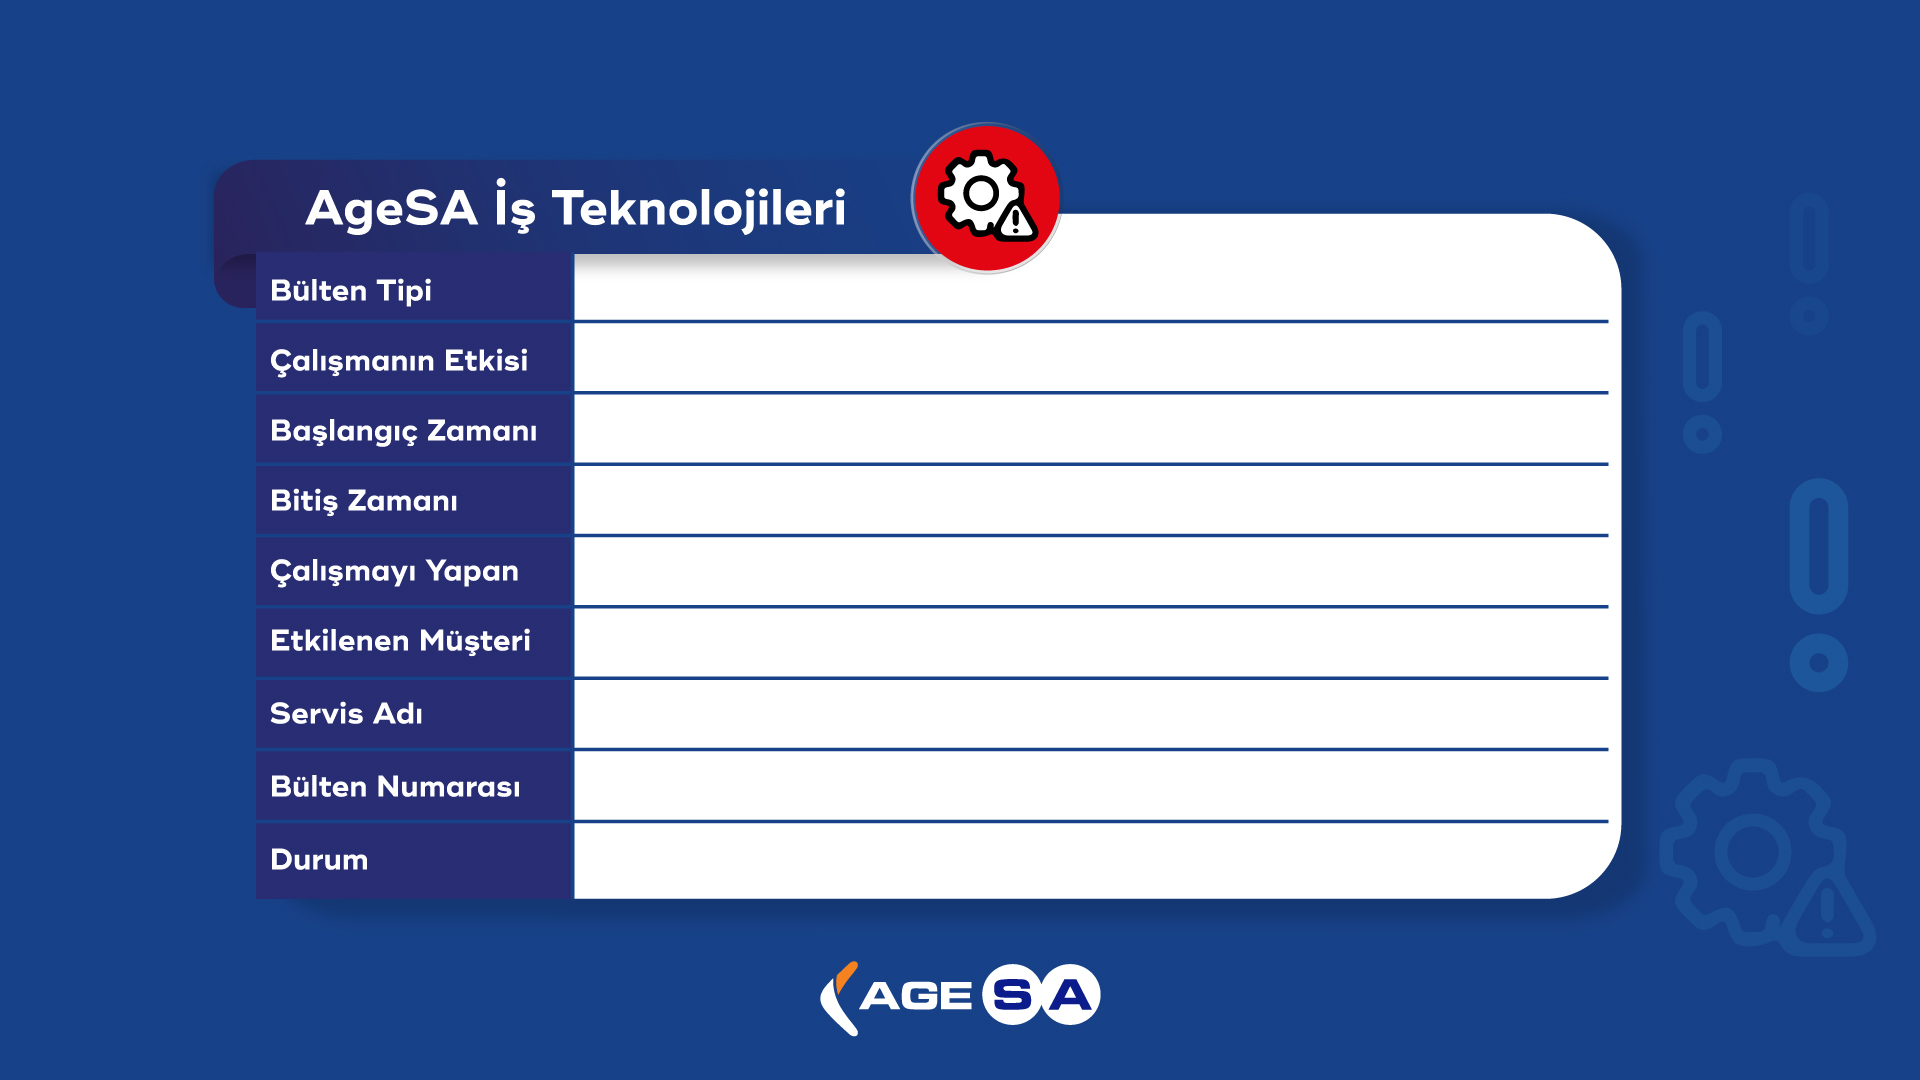 AgeSA İş Teknolojileri
Bülten Tipi
Çalışmanın Etkisi
Başlangıç Zamanı
Bitiş Zamanı
Çalışmayı Yapan
Etkilenen Müşteri
Servis Adı
Bülten Numarası
Durum
AGESA